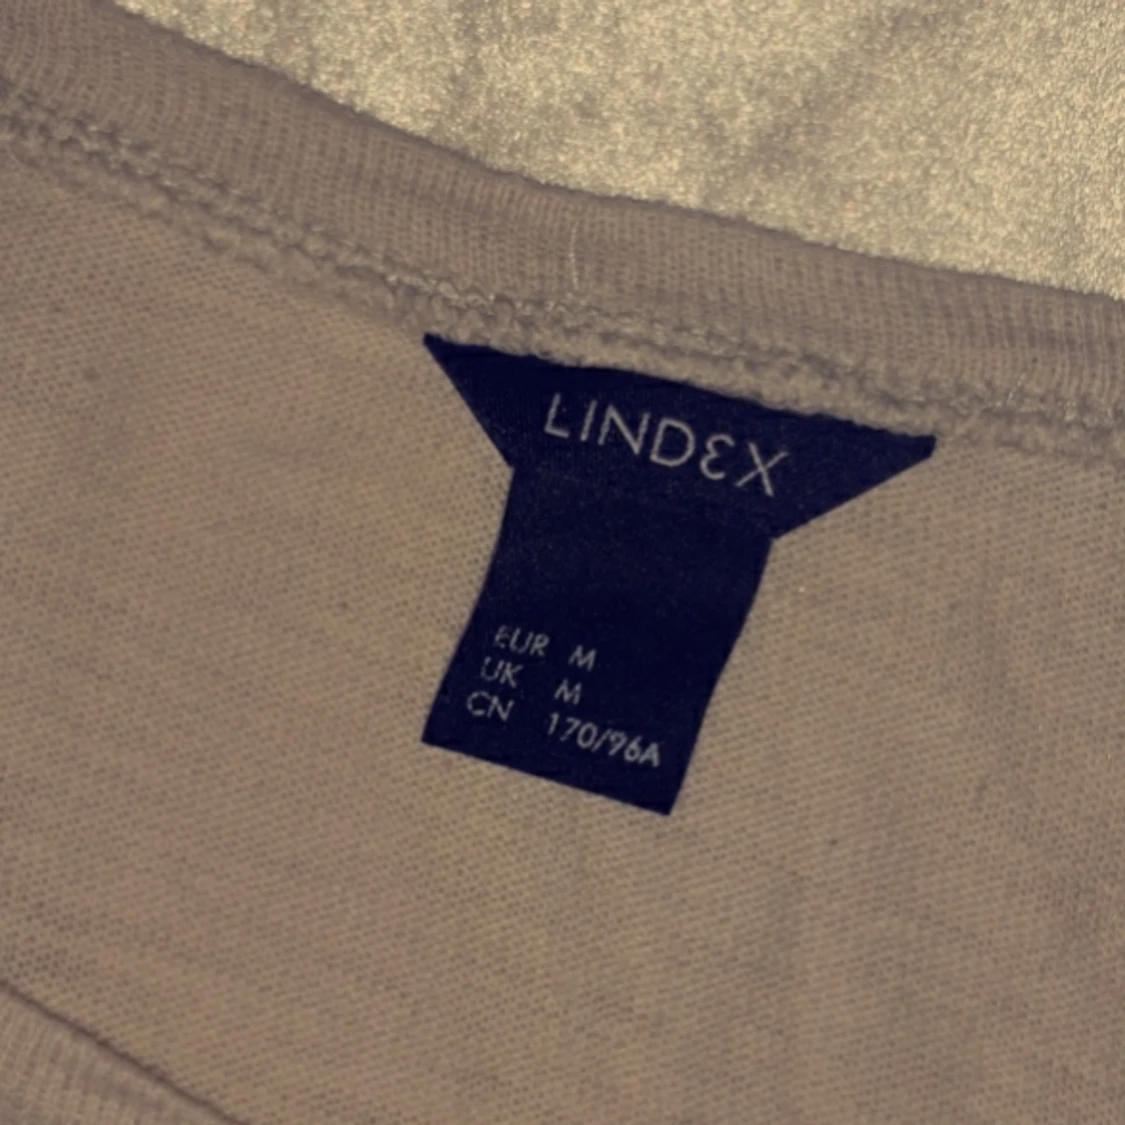 LINDEX
EUR M
UK M
CN 170/96A